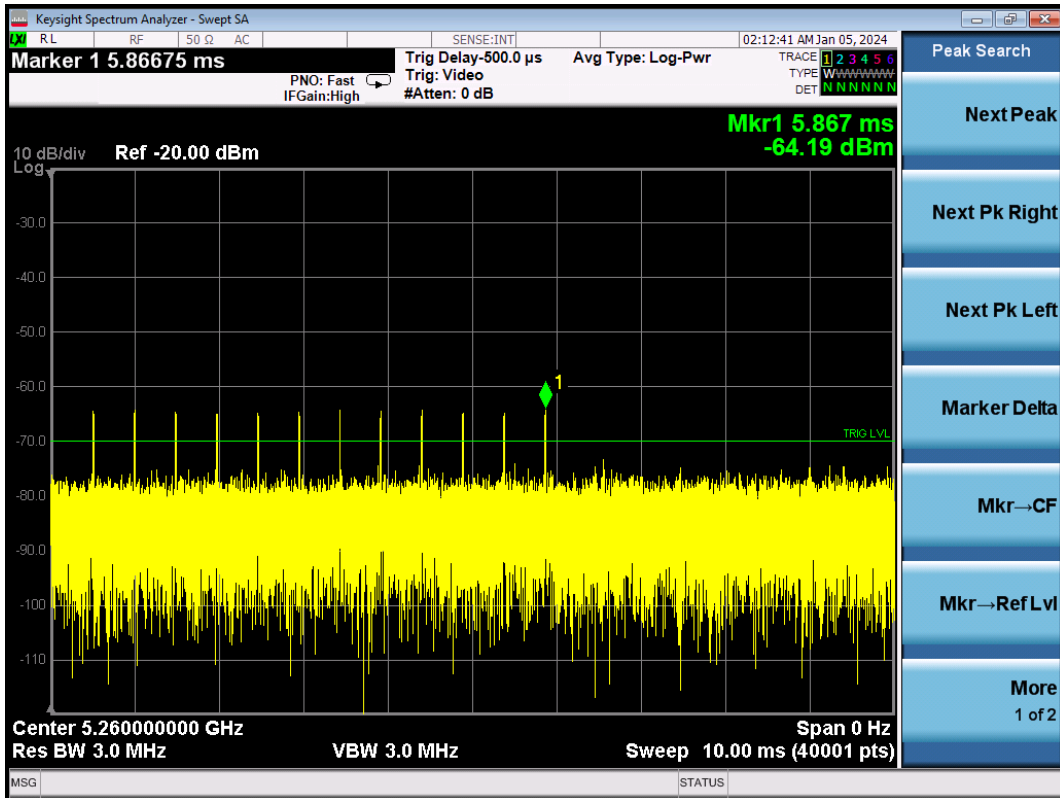 Keysight Spectrum Analyzer - Swept SA
LXI RL RF 50 Ω AC SENSE:INT 02:12:41 AM Jan 05, 2024
Marker 1 5.86675 ms
PNO: Fast
IFGain:High
Trig Delay-500.0 µs
Trig: Video
#Atten: 0 dB
Avg Type: Log-Pwr
TRACE 1 2 3 4 5 6
TYPE WWWWWW
DET N N N N N N
Mkr1 5.867 ms
-64.19 dBm
10 dB/div Ref -20.00 dBm
Log
-30.0
-40.0
-50.0
-60.0
1
-70.0
TRIG LVL
-80.0
-90.0
-100
-110
Center 5.260000000 GHz
Span 0 Hz
Res BW 3.0 MHz
VBW 3.0 MHz
Sweep 10.00 ms (40001 pts)
MSG
STATUS
Peak Search
Next Peak
Next Pk Right
Next Pk Left
Marker Delta
Mkr→CF
Mkr→Ref Lvl
More
1 of 2